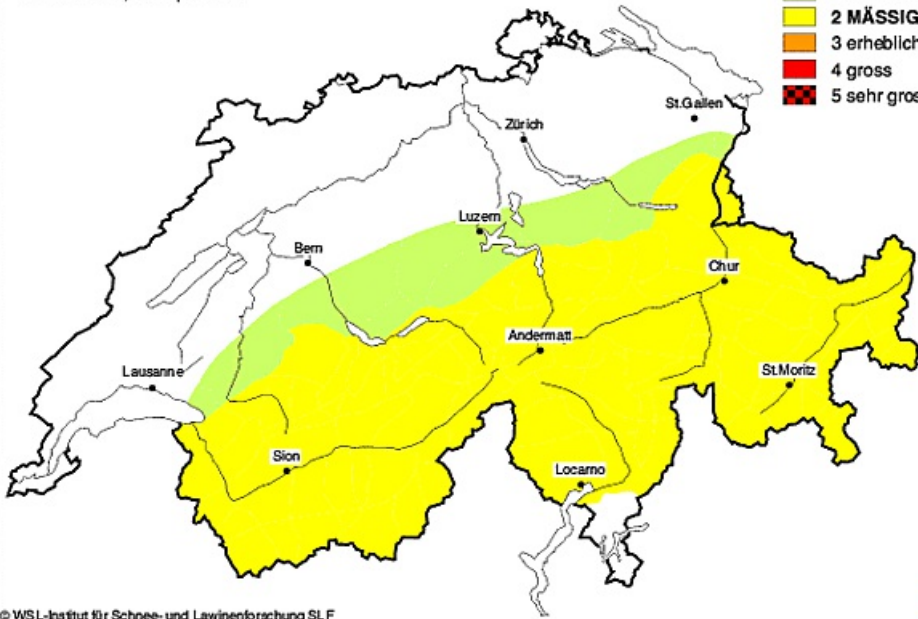 2 MÄSSIG
3 erheblich
4 gross
5 sehr gros
St.Gallen
Zürich
Luzern
Bern
Chur
Andermatt
Lausanne
St.Moritz
Sion
Locarno
© WSL-Institut für Schnee- und Lawinenforschung SLF